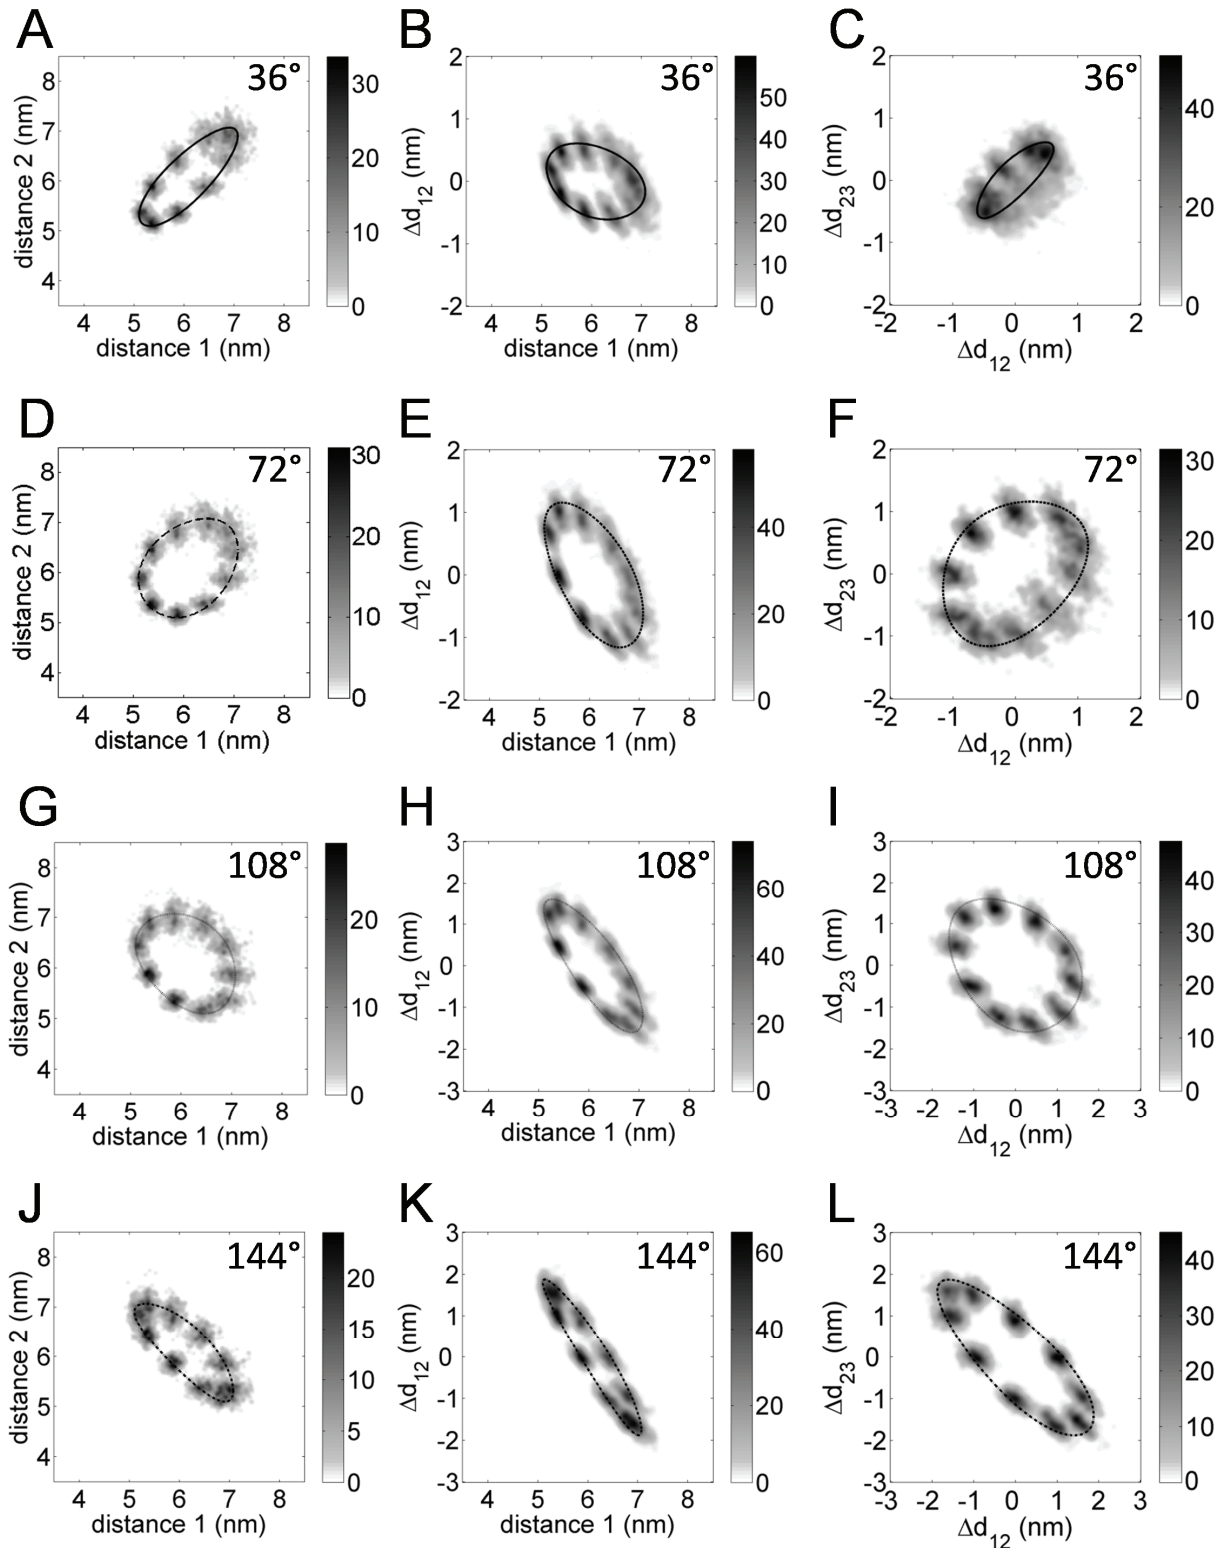 A
B
C
8
7
6
5
4
distance 2 (nm)
36°
30
20
10
0
4 5 6 7 8
distance 1 (nm)
2
1
0
-1
-2
Δd12 (nm)
36°
50
40
30
20
10
0
4 5 6 7 8
distance 1 (nm)
2
1
0
-1
-2
Δd23 (nm)
36°
40
20
0
-2 -1 0 1 2
Δd12 (nm)
D
E
F
8
7
6
5
4
distance 2 (nm)
72°
30
20
10
0
4 5 6 7 8
distance 1 (nm)
2
1
0
-1
-2
Δd12 (nm)
72°
40
20
0
4 5 6 7 8
distance 1 (nm)
2
1
0
-1
-2
Δd23 (nm)
72°
30
20
10
0
-2 -1 0 1 2
Δd12 (nm)
G
H
I
8
7
6
5
4
distance 2 (nm)
108°
20
10
0
4 5 6 7 8
distance 1 (nm)
3
2
1
0
-1
-2
-3
Δd12 (nm)
108°
60
40
20
0
4 5 6 7 8
distance 1 (nm)
3
2
1
0
-1
-2
-3
Δd23 (nm)
108°
40
30
20
10
0
-3 -2 -1 0 1 2 3
Δd12 (nm)
J
K
L
8
7
6
5
4
distance 2 (nm)
144°
20
15
10
5
0
4 5 6 7 8
distance 1 (nm)
3
2
1
0
-1
-2
-3
Δd12 (nm)
144°
60
40
20
0
4 5 6 7 8
distance 1 (nm)
3
2
1
0
-1
-2
-3
Δd23 (nm)
144°
40
30
20
10
0
-3 -2 -1 0 1 2 3
Δd12 (nm)